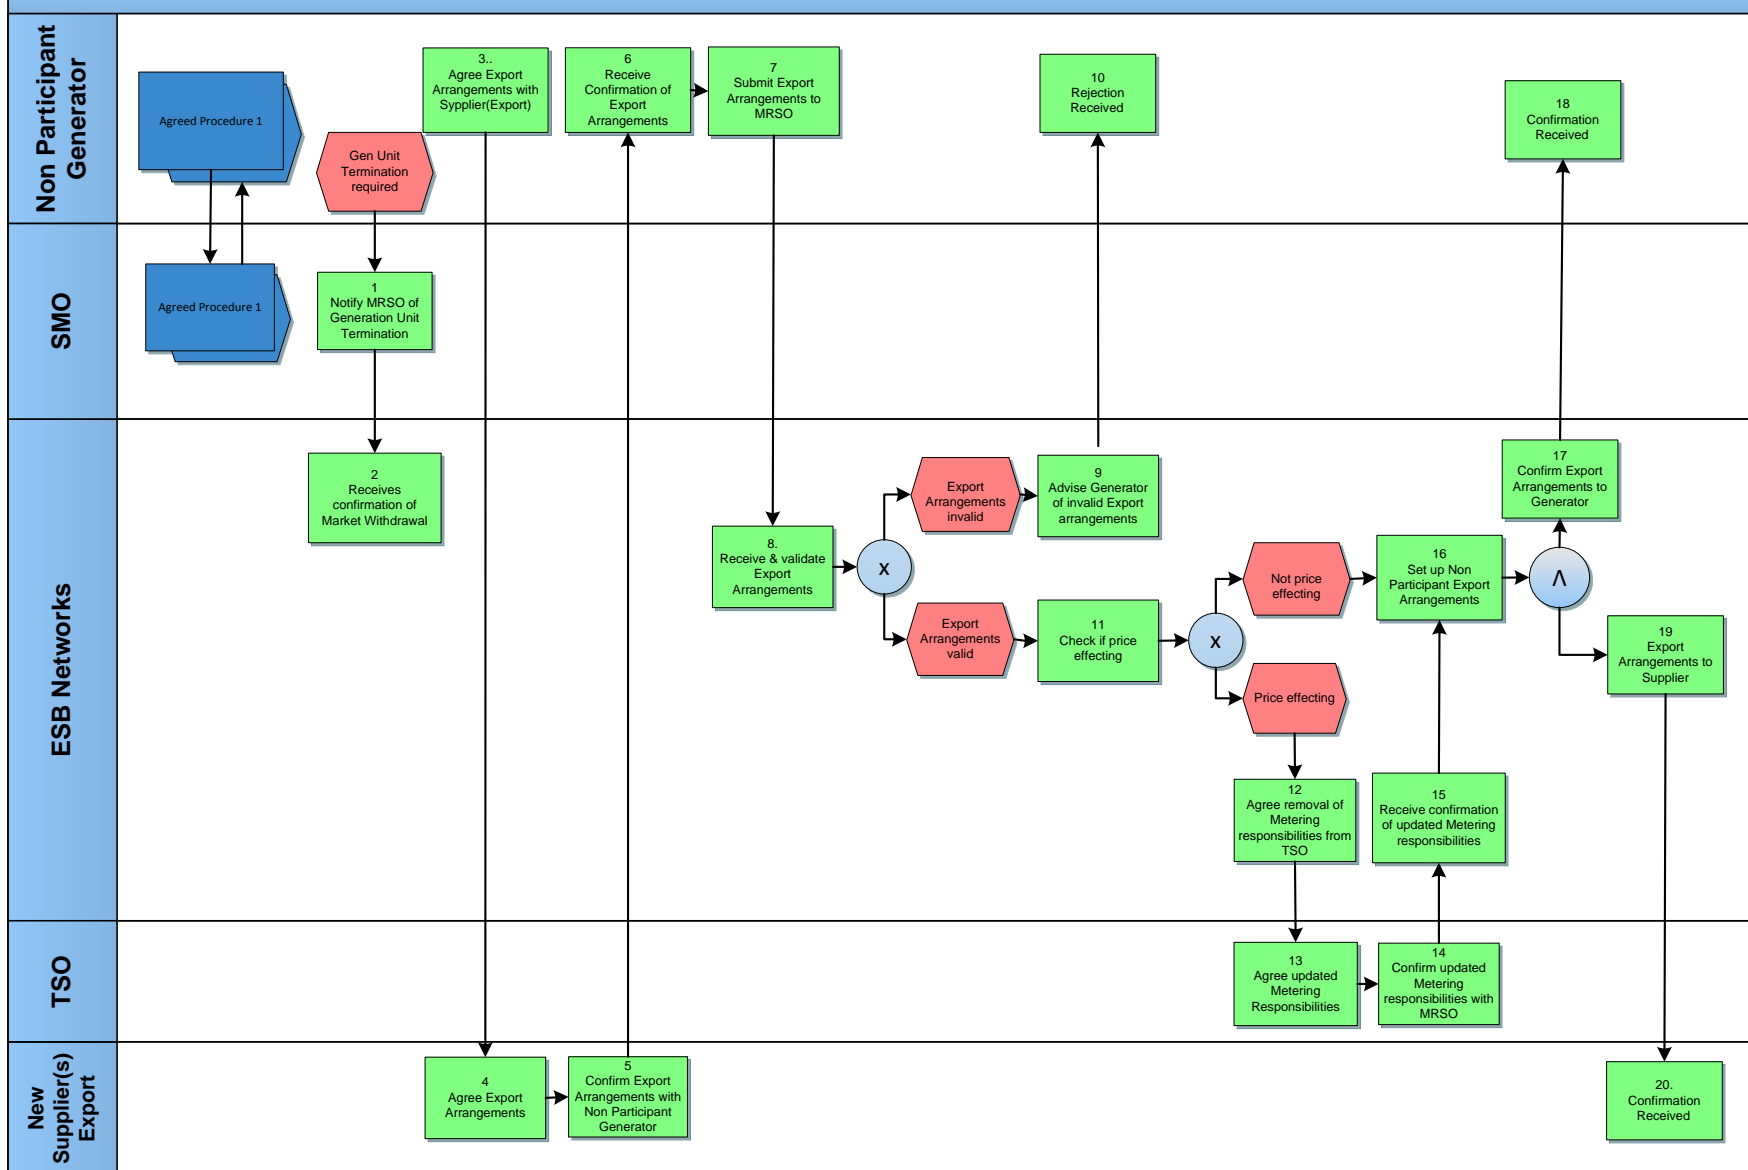 Non Participant
Generator
Agreed Procedure 1
Gen Unit
Termination
required
3..
Agree Export
Arrangements with
Sypplier(Export)
6
Receive
Confirmation of
Export
Arrangements
7
Submit Export
Arrangements to
MRSO
10
Rejection
Received
18
Confirmation
Received
SMO
Agreed Procedure 1
1
Notify MRSO of
Generation Unit
Termination
ESB Networks
2
Receives
confirmation of
Market Withdrawal
8.
Receive & validate
Export
Arrangements
X
Export
Arrangements
invalid
9
Advise Generator
of invalid Export
arrangements
Export
Arrangements
valid
11
Check if price
effecting
X
Not price
effecting
Price effecting
12
Agree removal of
Metering
responsibilities from
TSO
15
Receive confirmation
of updated Metering
responsibilities
16
Set up Non
Participant Export
Arrangements
Λ
17
Confirm Export
Arrangements to
Generator
19
Export
Arrangements to
Supplier
TSO
13
Agree updated
Metering
Responsibilities
14
Confirm updated
Metering
responsibilities with
MRSO
New
Supplier(s)
Export
4
Agree Export
Arrangements
5
Confirm Export
Arrangements with
Non Participant
Generator
20.
Confirmation
Received